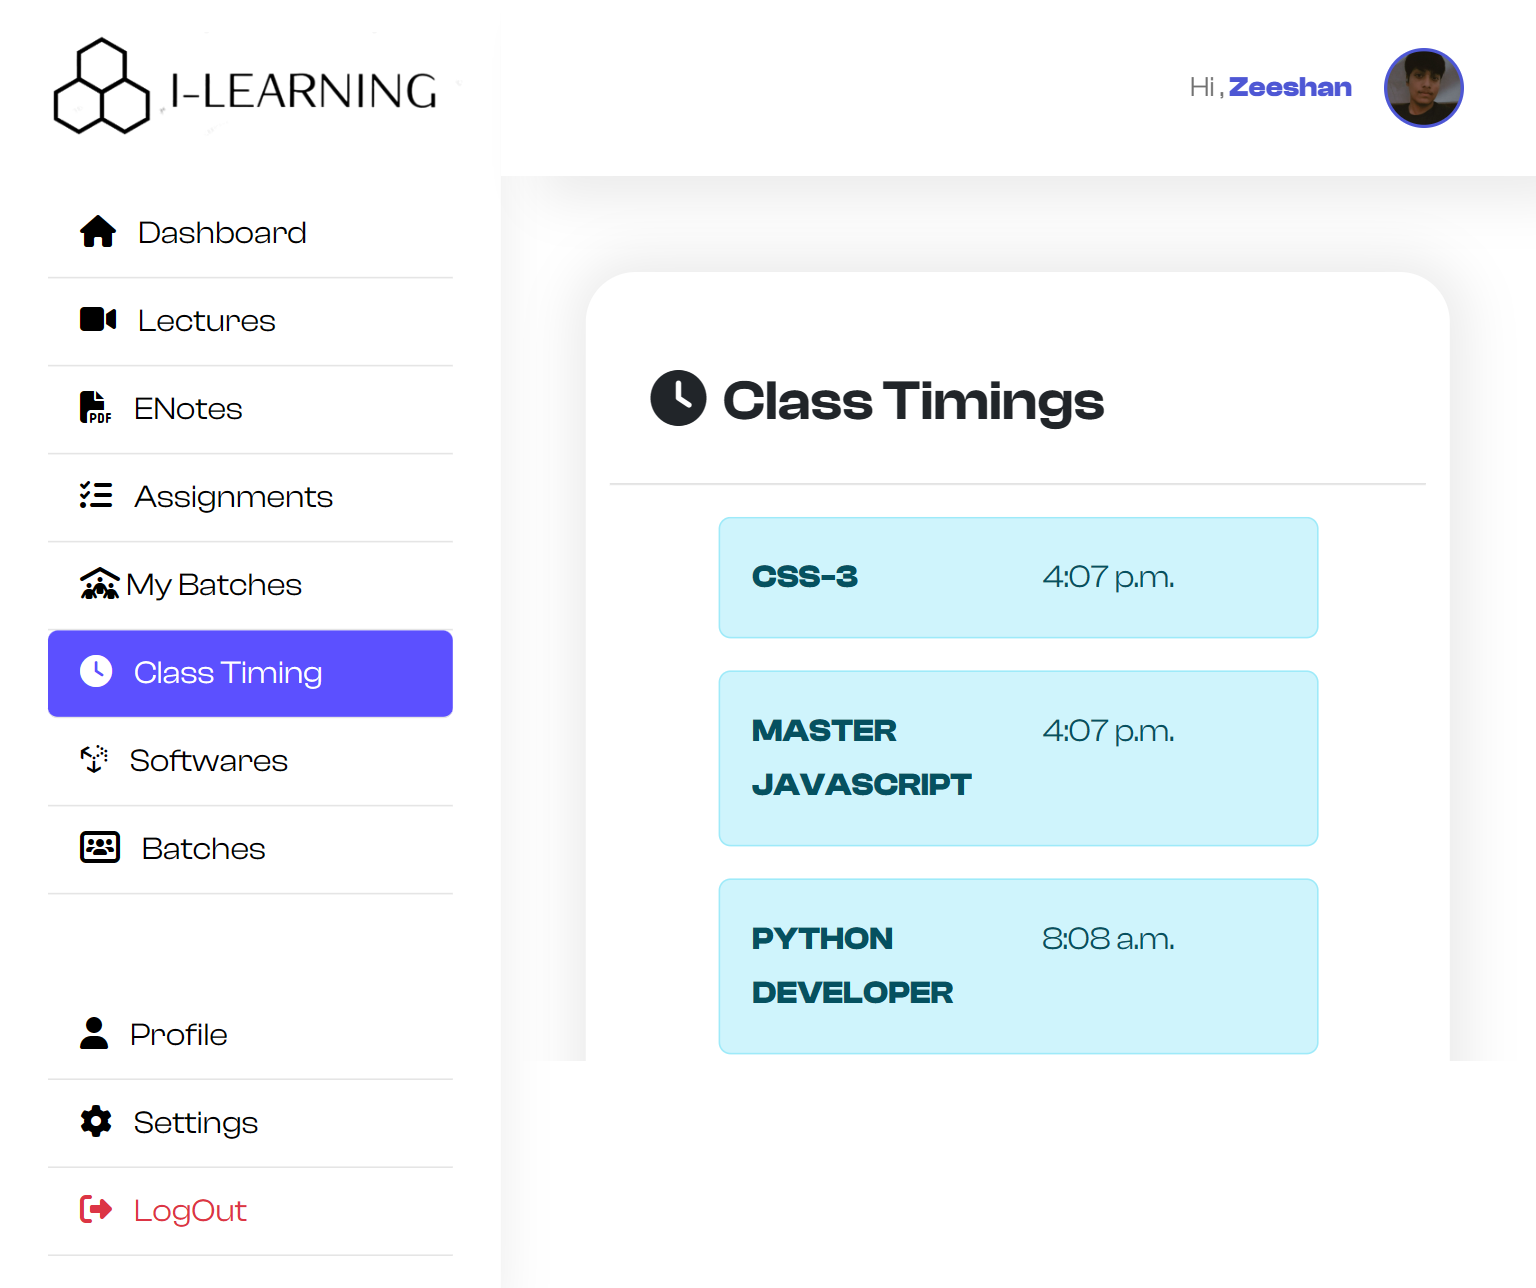 I-LEARNING
Hi , Zeeshan
Dashboard
Lectures
PDF ENotes
Assignments
My Batches
Class Timing
Softwares
Batches
Profile
Settings
LogOut
Class Timings
CSS-3 4:07 p.m.
MASTER 4:07 p.m.
JAVASCRIPT
PYTHON 8:08 a.m.
DEVELOPER